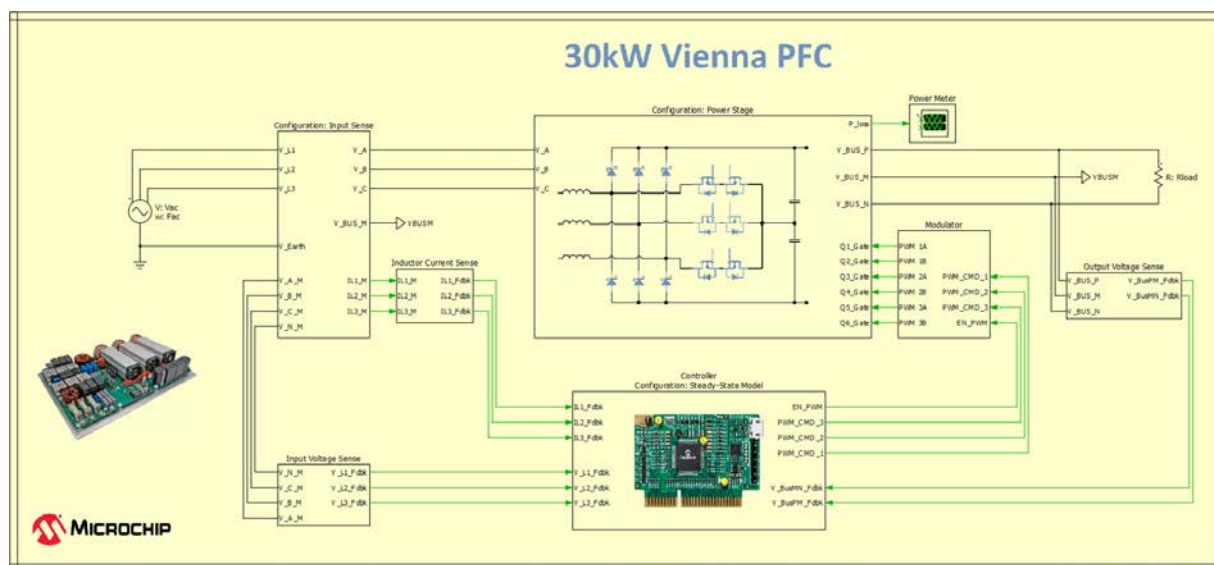 30kW Vienna PFC
Power Meter
Configuration: Input Sense
Configuration: Power Stage
V_L1
V_L2
V_L3
V_Earth
V_A_M
V_B_M
V_C_M
V_N_M
V_A
V_B
V_C
V_BUS_M
IL1_M
IL2_M
IL3_M
VBUSM
V: Vac
w: Fac
Inductor Current Sense
IL1_M
IL2_M
IL3_M
IL1_Fdbk
IL2_Fdbk
IL3_Fdbk
V_A
V_B
V_C
P_loss
V_BUS_P
V_BUS_M
V_BUS_N
Q1_Gate
Q2_Gate
Q3_Gate
Q4_Gate
Q5_Gate
Q6_Gate
VBUSM
R: Rload
Modulator
PWM 1A
PWM 1B
PWM 2A
PWM 2B
PWM 3A
PWM 3B
PWM_CMD_1
PWM_CMD_2
PWM_CMD_3
EN_PWM
Output Voltage Sense
V_BUS_P
V_BUS_M
V_BUS_N
V_BusPM_Fdbk
V_BusMN_Fdbk
Controller
Configuration: Steady-State Model
IL1_Fdbk
IL2_Fdbk
IL3_Fdbk
V_L1_Fdbk
V_L2_Fdbk
V_L3_Fdbk
EN_PWM
PWM_CMD_3
PWM_CMD_2
PWM_CMD_1
V_BusMN_Fdbk
V_BusPM_Fdbk
Input Voltage Sense
V_N_M
V_C_M
V_B_M
V_A_M
V_L1_Fdbk
V_L2_Fdbk
V_L3_Fdbk
MICROCHIP